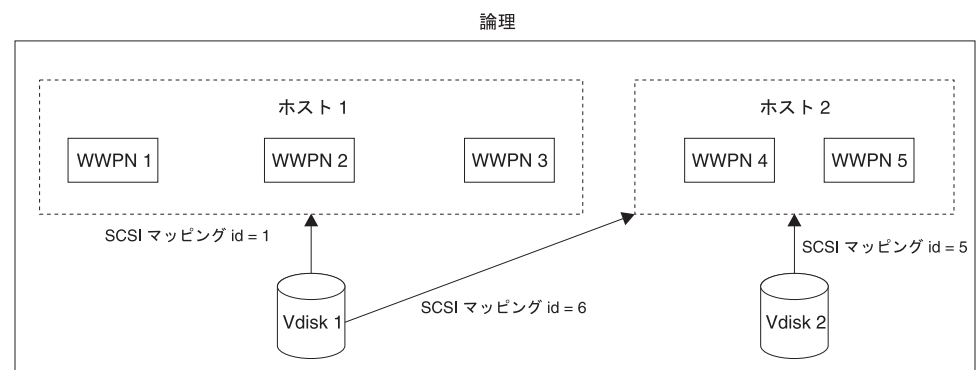 論理
ホスト 1
ホスト 2
WWPN 1
WWPN 2
WWPN 3
WWPN 4
WWPN 5
SCSI マッピング id = 1
SCSI マッピング id = 5
SCSI マッピング id = 6
Vdisk 1
Vdisk 2